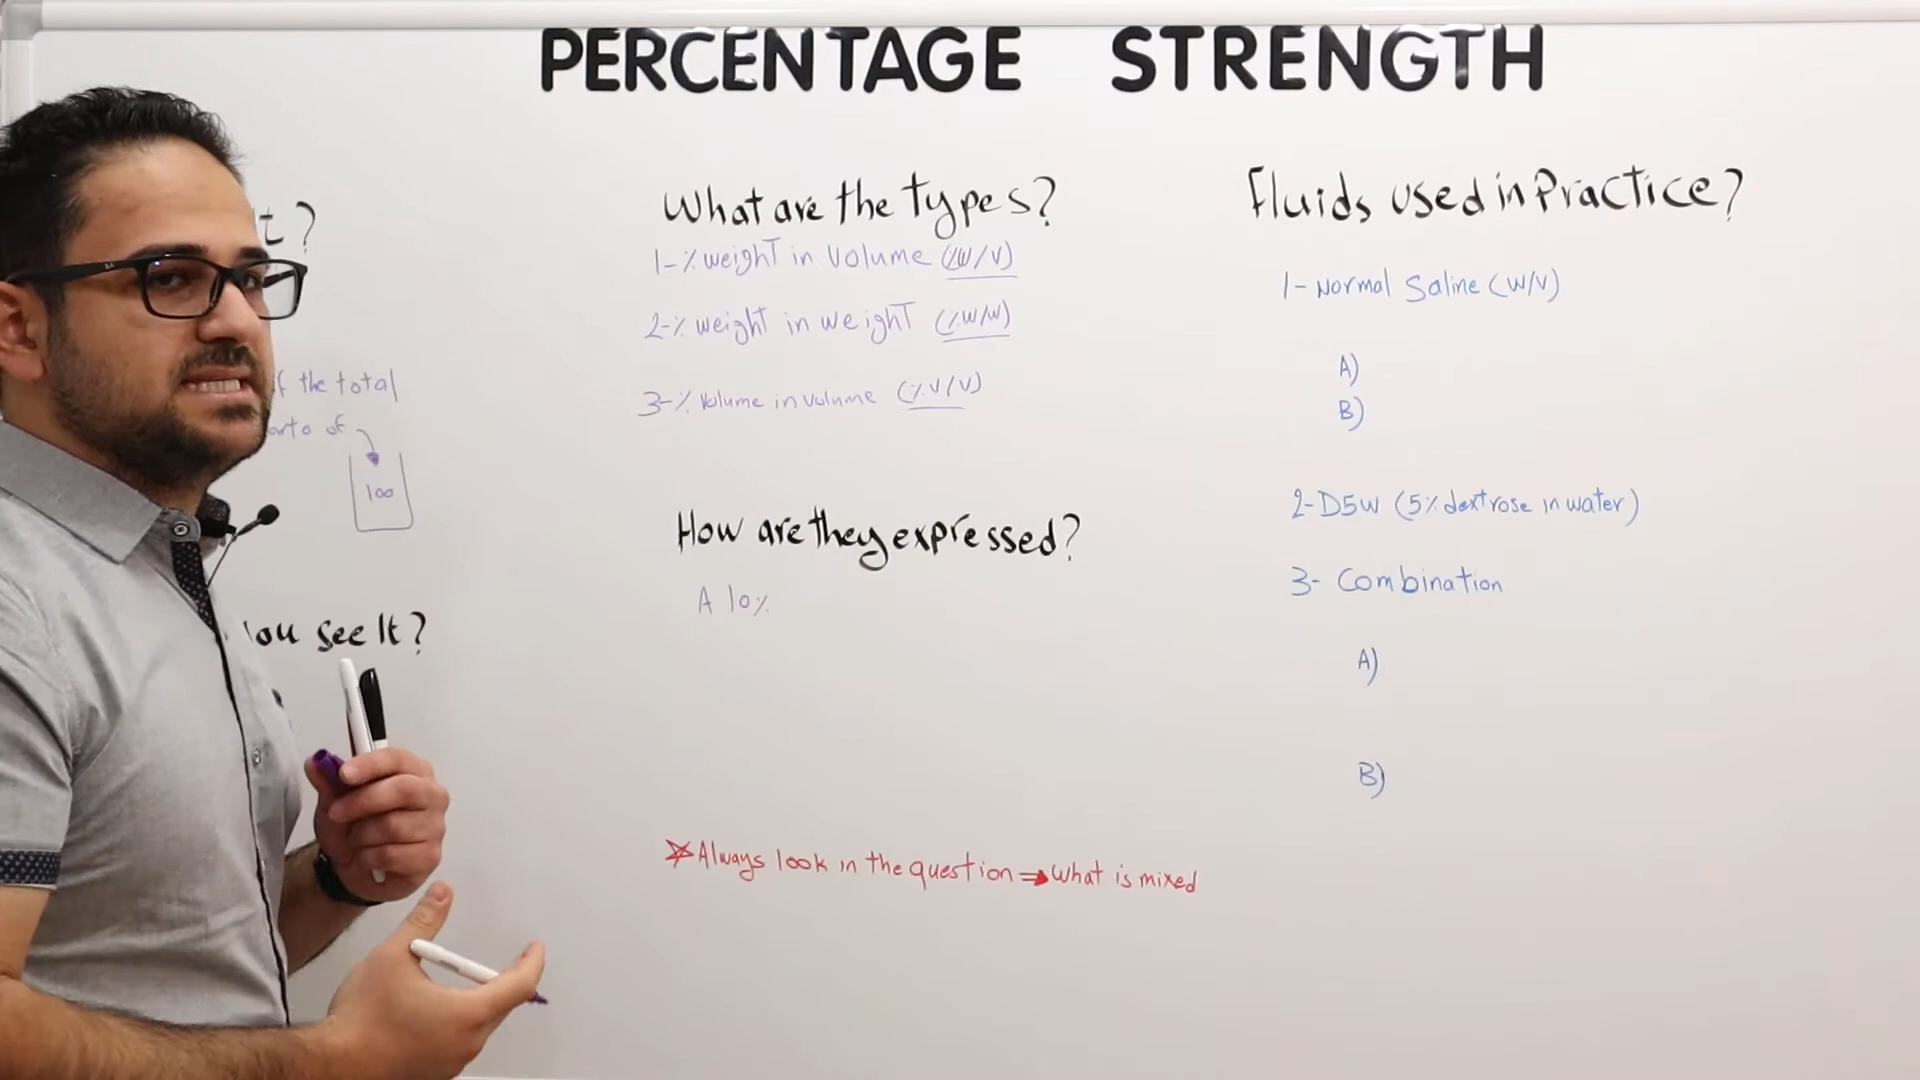 PERCENTAGE STRENGTH
t?
the total
of
100
you see It?
What are the types?
1-% weight in Volume (%W/V)
2-% weight in weight (%W/W)
3-% Volume in volume (%V/V)
How are they expressed?
A 10%
*Always look in the question ⇒ what is mixed
Fluids used in Practice?
1- Normal Saline (W/V)
A)
B)
2-D5W (5% dextrose in water)
3- Combination
A)
B)